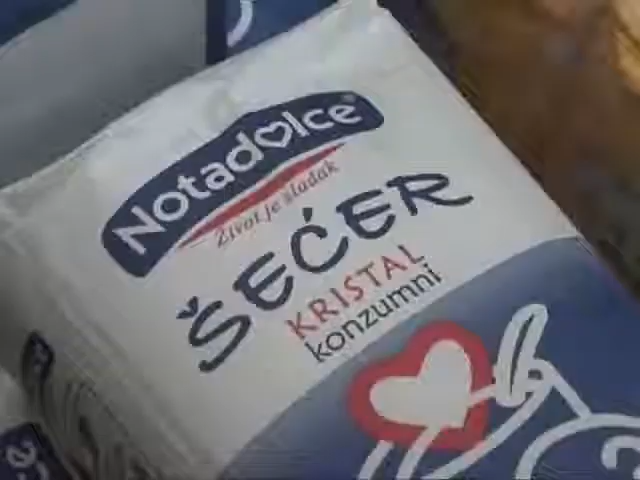 Notadolce
Život je sladak
ŠEĆER
KRISTAL
konzumni